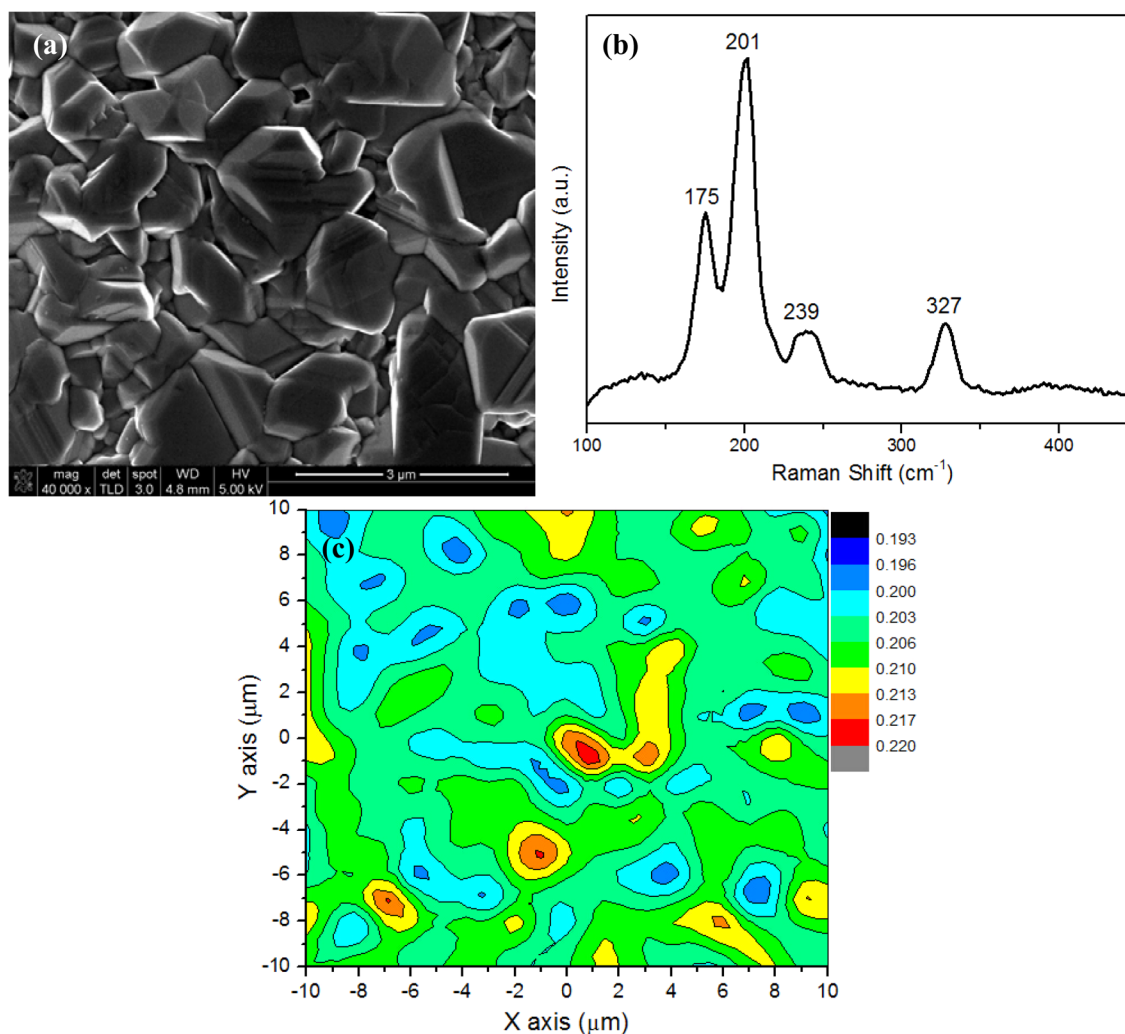 (a)
mag det spot WD HV
40 000 x TLD 3.0 4.8 mm 5.00 kV
3 µm
(b)
201
175
239
327
Intensity (a.u.)
100 200 300 400
Raman Shift (cm-1)
(c)
10
8
6
4
2
0
-2
-4
-6
-8
-10
Y axis (µm)
-10 -8 -6 -4 -2 0 2 4 6 8 10
X axis (µm)
0.193
0.196
0.200
0.203
0.206
0.210
0.213
0.217
0.220